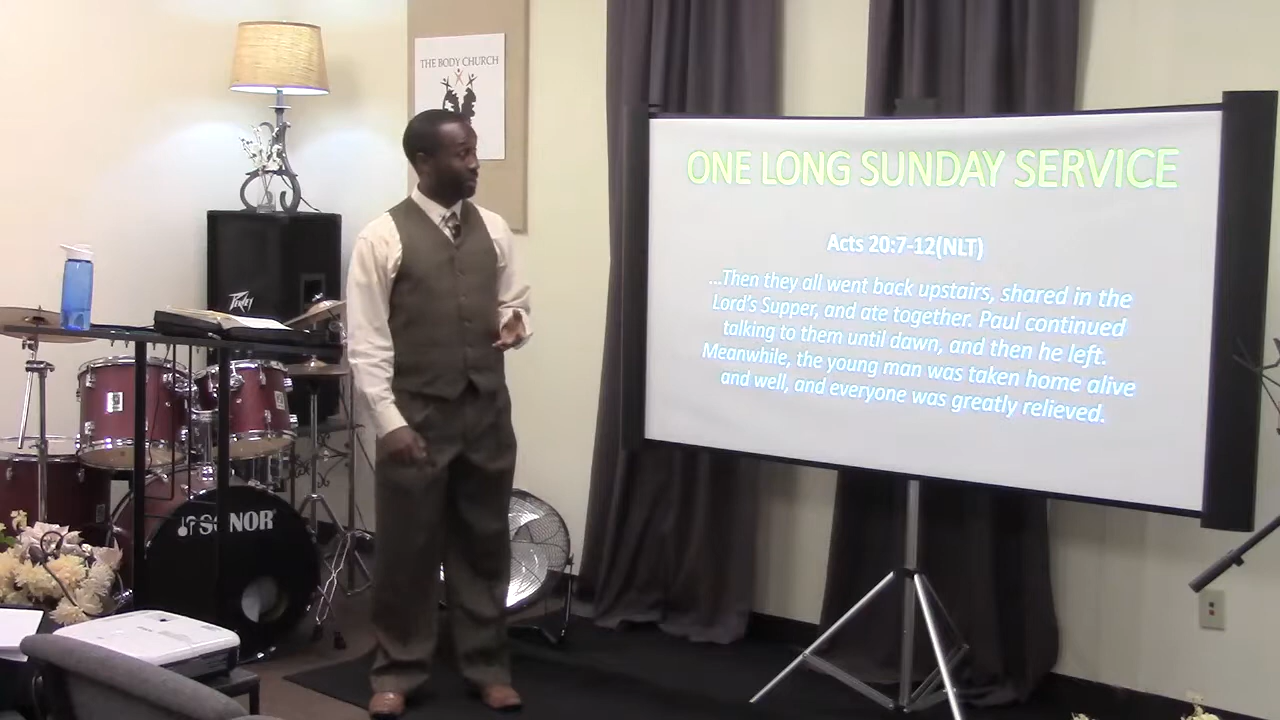 THE BODY CHURCH
ONE LONG SUNDAY SERVICE
Acts 20:7-12(NLT)
...Then they all went back upstairs, shared in the
Lord's Supper, and ate together. Paul continued
talking to them until dawn, and then he left.
Meanwhile, the young man was taken home alive
and well, and everyone was greatly relieved.
Peavey
SONOR